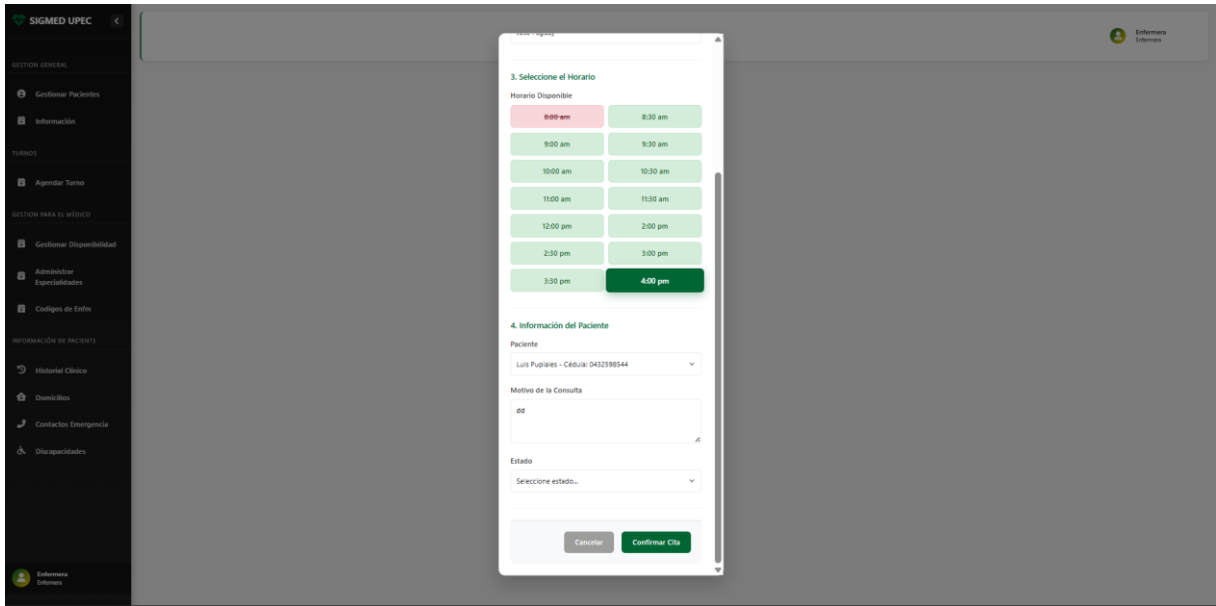 SIGMED UPEC
GESTIÓN GENERAL
Gestionar Pacientes
Información
TURNOS
Agendar Turno
GESTIÓN PARA EL MÉDICO
Gestionar Disponibilidad
Administrar
Especialidades
Codigos de Enfm
INFORMACIÓN DE PACIENTE
Historial Clínico
Domicilios
Contactos Emergencia
Discapacidades
Enfermera
Enfermera
Enfermera
Enfermera
3. Seleccione el Horario
Horario Disponible
8:00 am
8:30 am
9:00 am
9:30 am
10:00 am
10:30 am
11:00 am
11:30 am
12:00 pm
2:00 pm
2:30 pm
3:00 pm
3:30 pm
4:00 pm
4. Información del Paciente
Paciente
Luis Pupiales - Cédula: 0432598544
Motivo de la Consulta
dd
Estado
Seleccione estado...
Cancelar
Confirmar Cita